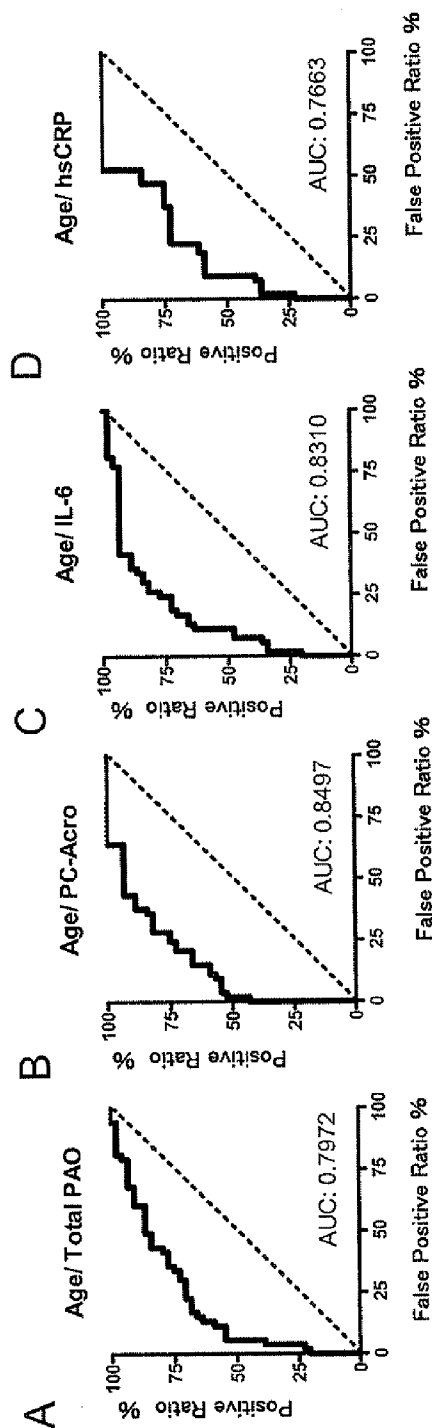 A
Age/ Total PAO
Positive Ratio %
100
75
50
25
0
AUC: 0.7972
0 25 50 75 100
False Positive Ratio %
B
Age/ PC-Acro
Positive Ratio %
100
75
50
25
0
AUC: 0.8497
0 25 50 75 100
False Positive Ratio %
C
Age/ IL-6
Positive Ratio %
100
75
50
25
0
AUC: 0.8310
0 25 50 75 100
False Positive Ratio %
D
Age/ hsCRP
Positive Ratio %
100
75
50
25
0
AUC: 0.7663
0 25 50 75 100
False Positive Ratio %